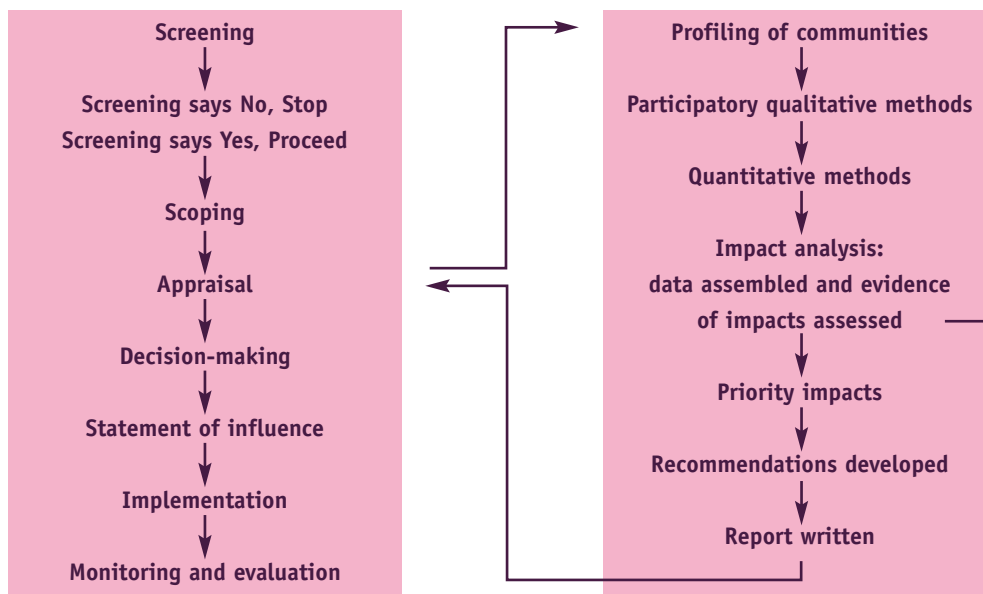 Screening
Screening says No, Stop
Screening says Yes, Proceed
Scoping
Appraisal
Decision-making
Statement of influence
Implementation
Monitoring and evaluation
Profiling of communities
Participatory qualitative methods
Quantitative methods
Impact analysis:
data assembled and evidence
of impacts assessed
Priority impacts
Recommendations developed
Report written